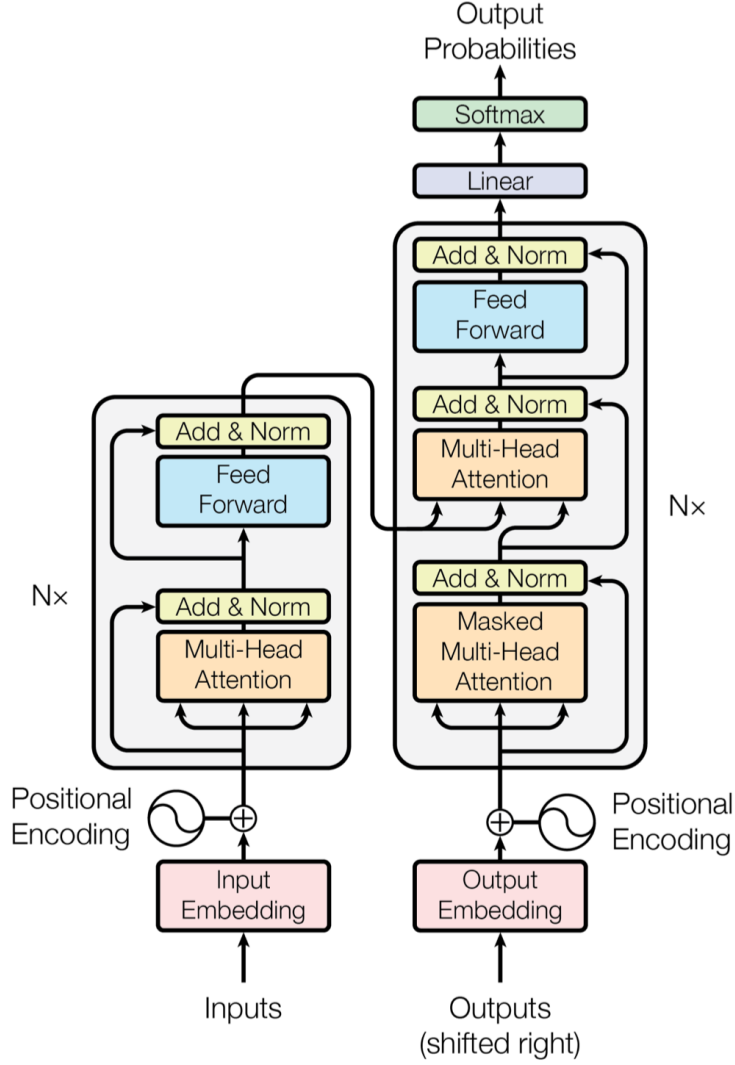 Output
Probabilities
Softmax
Linear
Add & Norm
Feed
Forward
Add & Norm
Multi-Head
Attention
Add & Norm
Masked
Multi-Head
Attention
N×
Positional
Encoding
Output
Embedding
Outputs
(shifted right)
Add & Norm
Feed
Forward
Add & Norm
Multi-Head
Attention
N×
Positional
Encoding
Input
Embedding
Inputs